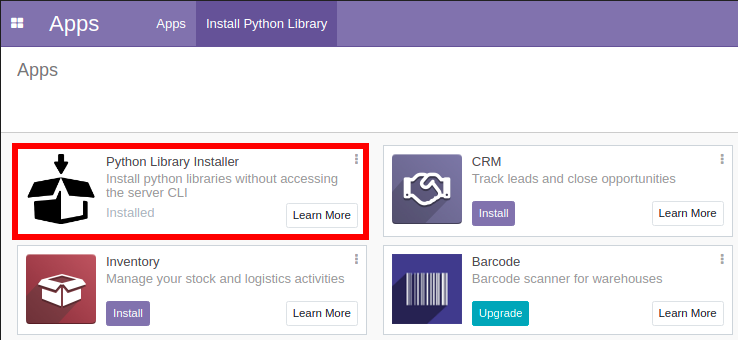 Apps
Apps
Install Python Library
Apps
Python Library Installer
Install python libraries without accessing
the server CLI
Installed
Learn More
CRM
Track leads and close opportunities
Install
Learn More
Inventory
Manage your stock and logistics activities
Install
Learn More
Barcode
Barcode scanner for warehouses
Upgrade
Learn More